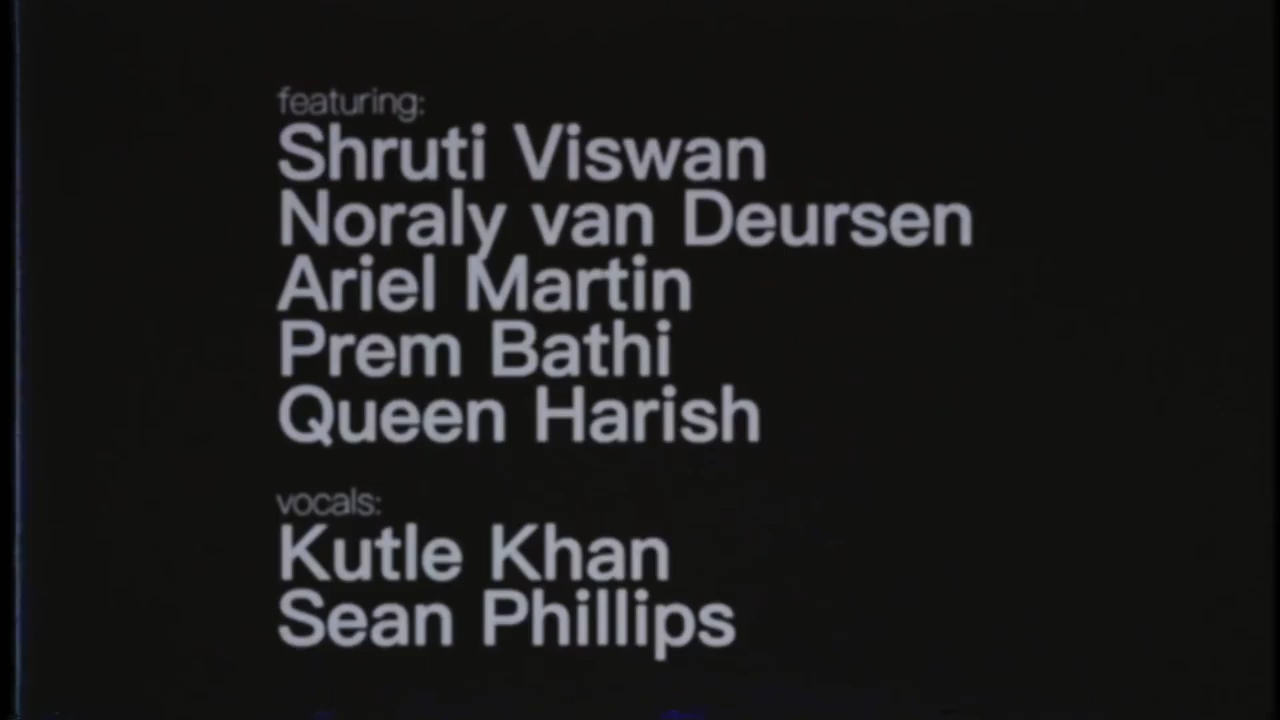 featuring:
Shruti Viswan
Noraly van Deursen
Ariel Martin
Prem Bathi
Queen Harish
vocals:
Kutle Khan
Sean Phillips